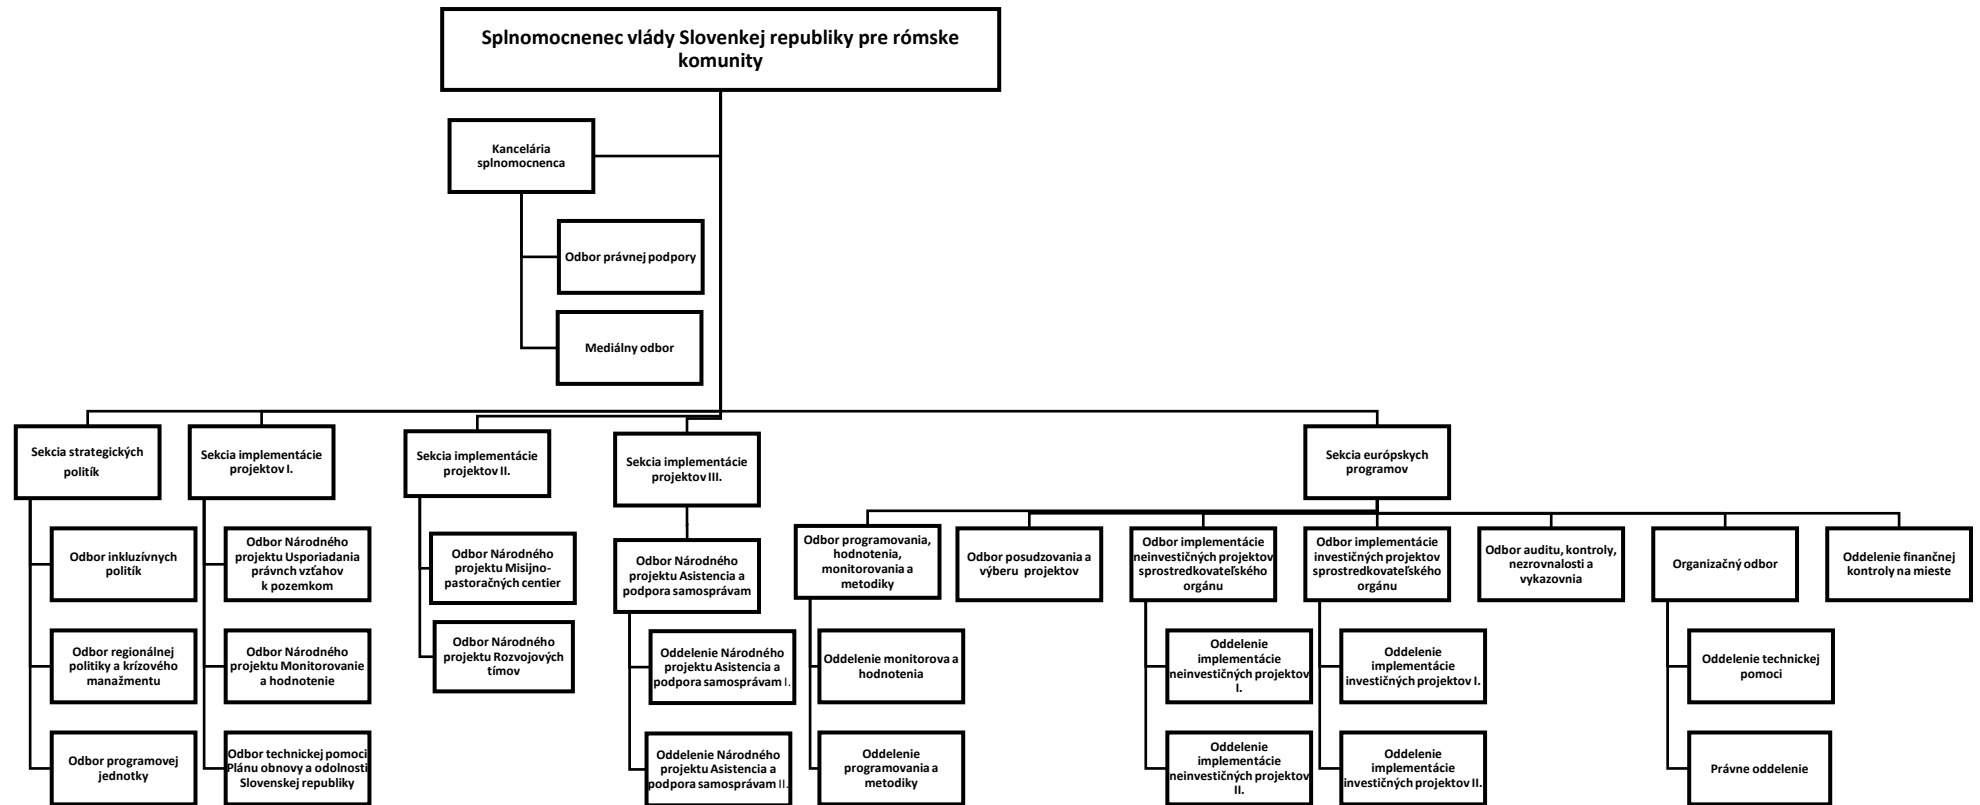 Splnomocnenec vlády Slovenkej republiky pre rómske
komunity
Kancelária
splnomocnenca
Odbor právnej podpory
Mediálny odbor
Sekcia strategických
politík
Sekcia implementácie
projektov I.
Sekcia implementácie
projektov II.
Sekcia implementácie
projektov III.
Sekcia európskych
programov
Odbor inkluzívnych
politík
Odbor regionálnej
politiky a krízového
manažmentu
Odbor programovej
jednotky
Odbor Národného
projektu Usporiadania
právnch vzťahov
k pozemkom
Odbor Národného
projektu Monitorovanie
a hodnotenie
Odbor technickej pomoci
Plánu obnovy a odolnosti
Slovenskej republiky
Odbor Národného
projektu Misijno-
pastoračných centier
Odbor Národného
projektu Rozvojových
tímov
Odbor Národného
projektu Asistencia a
podpora samosprávam
Oddelenie Národného
projektu Asistencia a
podpora samosprávam I.
Oddelenie Národného
projektu Asistencia a
podpora samosprávam II.
Odbor programovania,
hodnotenia,
monitorovania a
metodiky
Oddelenie monitorova a
hodnotenia
Oddelenie
programovania a
metodiky
Odbor posudzovania a
výberu projektov
Odbor implementácie
neinvestičných projektov
sprostredkovateľského
orgánu
Oddelenie
implementácie
neinvestičných projektov
I.
Oddelenie
implementácie
neinvestičných projektov
II.
Odbor implementácie
investičných projektov
sprostredkovateľského
orgánu
Oddelenie
implementácie
investičných projektov I.
Oddelenie
implementácie
investičných projektov II.
Odbor auditu, kontroly,
nezrovnalosti a
vykazovnia
Organizačný odbor
Oddelenie technickej
pomoci
Právne oddelenie
Oddelenie finančnej
kontroly na mieste